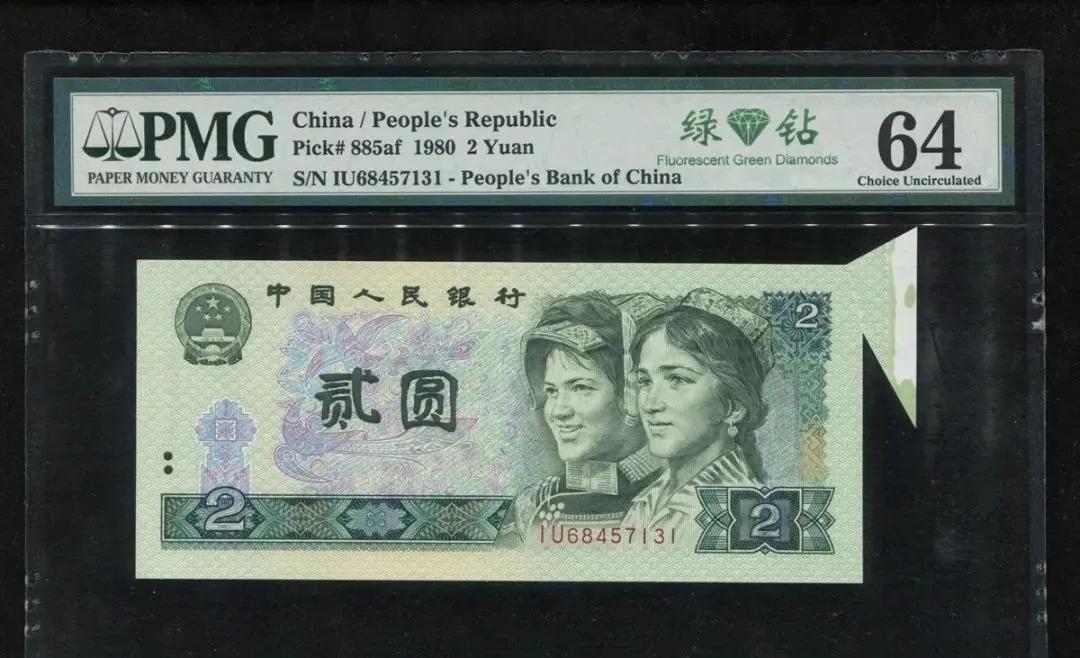 PMG
PAPER MONEY GUARANTY
China / People's Republic
Pick# 885af 1980 2 Yuan
S/N IU68457131 - People's Bank of China
绿 钻
Fluorescent Green Diamonds
64
Choice Uncirculated
中国人民银行
2
贰圆
2
IU68457131
2